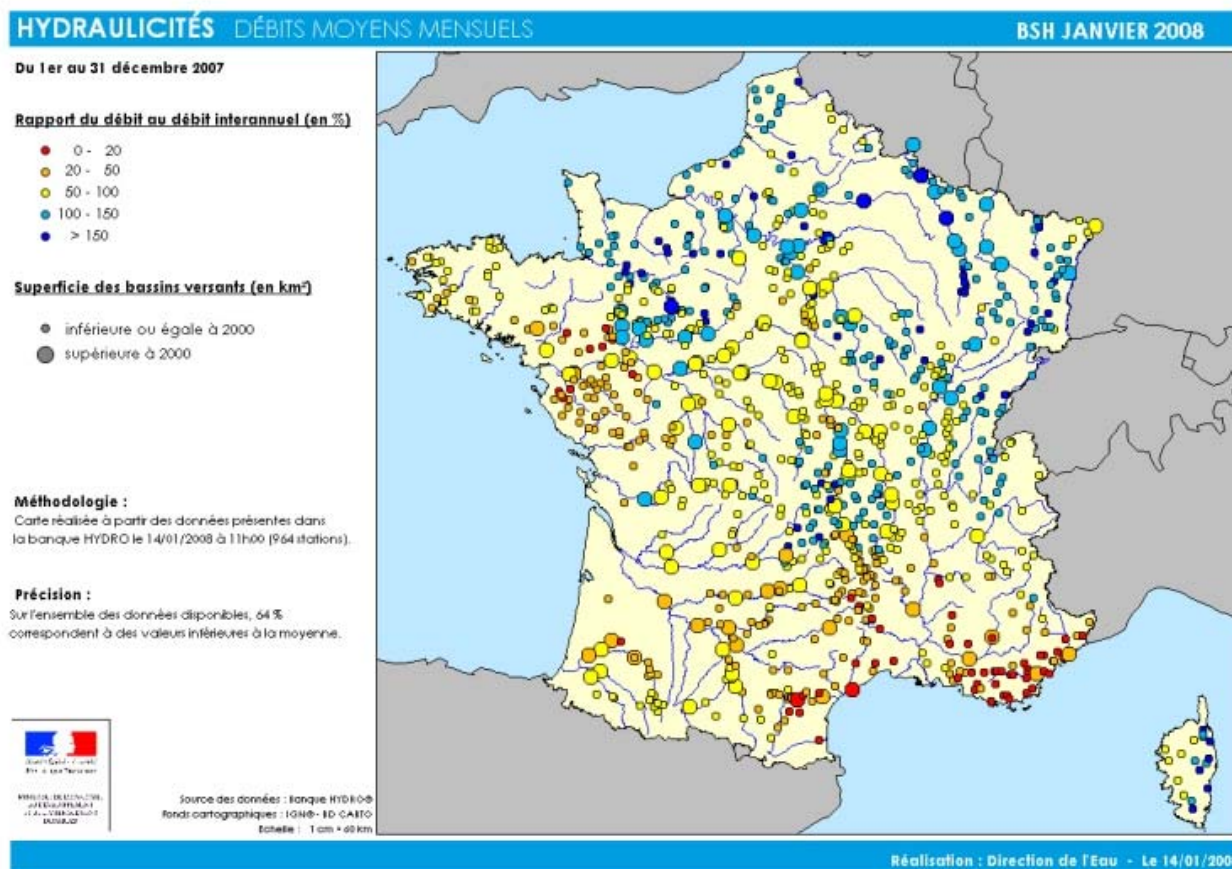 HYDRAULICITÉS DÉBITS MOYENS MENSUELS
BSH JANVIER 2008
Du 1er au 31 décembre 2007
Rapport du débit au débit interannuel (en %)
0 - 20
20 - 50
50 - 100
100 - 150
> 150
Superficie des bassins versants (en km²)
inférieure ou égale à 2000
supérieure à 2000
Méthodologie :
Carte réalisée à partir des données présentes dans
la banque HYDRO le 14/01/2008 à 11h00 (964 stations).
Précision :
Sur l'ensemble des données disponibles, 64 %
correspondent à des valeurs inférieures à la moyenne.
Source des données : Banque HYDRO®
Fonds cartographiques : IGN® - BD CARTO
Echelle : 1 cm = 60 km
Réalisation : Direction de l'Eau - Le 14/01/200